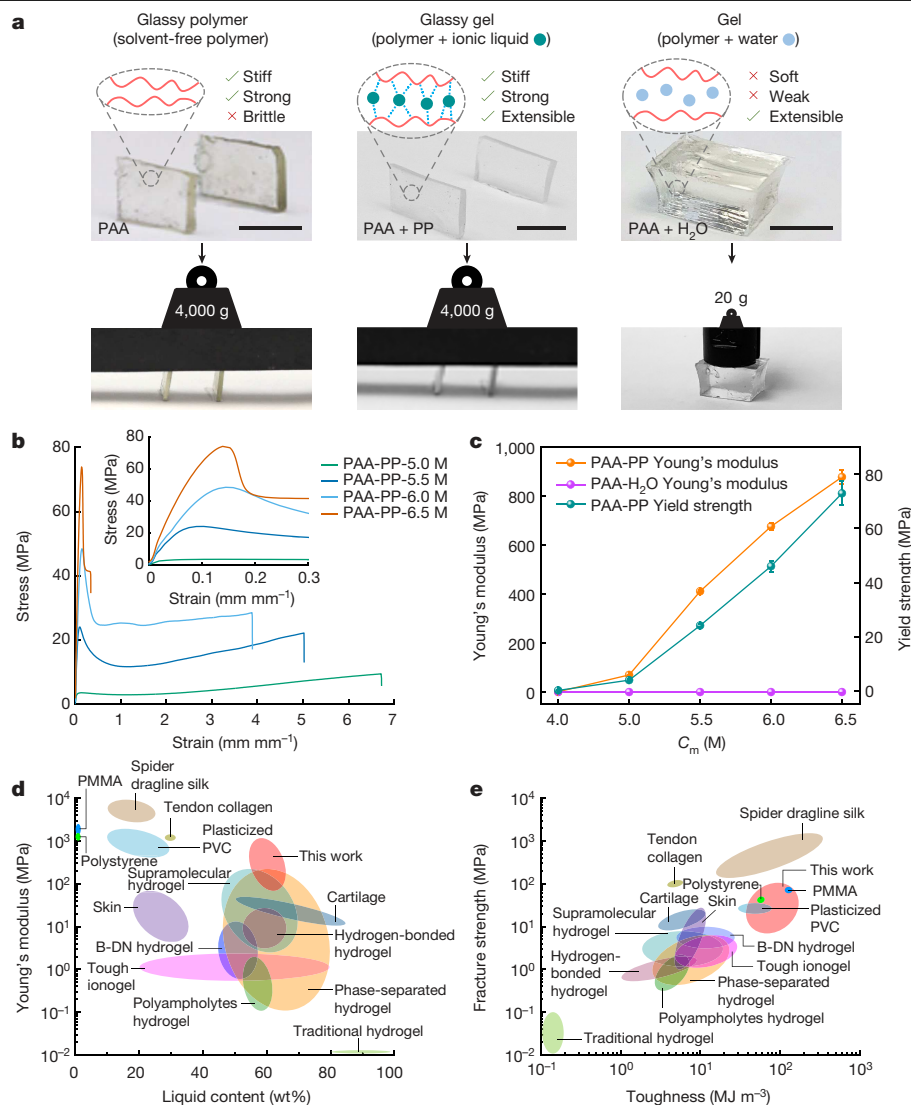 a
Glassy polymer
(solvent-free polymer)
✓ Stiff
✓ Strong
× Brittle
PAA
4,000 g
Glassy gel
(polymer + ionic liquid)
✓ Stiff
✓ Strong
✓ Extensible
PAA + PP
4,000 g
Gel
(polymer + water)
× Soft
× Weak
✓ Extensible
PAA + H₂O
20 g
b
Stress (MPa)
80
60
40
20
0
0 1 2 3 4 5 6 7
Strain (mm mm⁻¹)
Stress (MPa)
80
60
40
20
0
0 0.1 0.2 0.3
Strain (mm mm⁻¹)
PAA-PP-5.0 M
PAA-PP-5.5 M
PAA-PP-6.0 M
PAA-PP-6.5 M
c
Young's modulus (MPa)
1,000
800
600
400
200
0
PAA-PP Young's modulus
PAA-H₂O Young's modulus
PAA-PP Yield strength
80
60
40
20
0
Yield strength (MPa)
4.0 5.0 5.5 6.0 6.5
Cₘ (M)
d
Young's modulus (MPa)
10⁴
10³
10²
10¹
10⁰
10⁻¹
10⁻²
PMMA
Spider
dragline silk
Tendon collagen
Polystyrene
Plasticized
PVC
This work
Supramolecular
hydrogel
Cartilage
Skin
Hydrogen-bonded
hydrogel
B-DN hydrogel
Tough
ionogel
Phase-separated
hydrogel
Polyampholytes
hydrogel
Traditional hydrogel
0 20 40 60 80 100
Liquid content (wt%)
e
Fracture strength (MPa)
10⁴
10³
10²
10¹
10⁰
10⁻¹
10⁻²
Spider dragline silk
Tendon
collagen
This work
Polystyrene
PMMA
Cartilage
Skin
Plasticized
PVC
Supramolecular
hydrogel
B-DN hydrogel
Hydrogen-
bonded
hydrogel
Tough ionogel
Phase-separated
hydrogel
Polyampholytes hydrogel
Traditional hydrogel
10⁻¹ 10⁰ 10¹ 10² 10³
Toughness (MJ m⁻³)